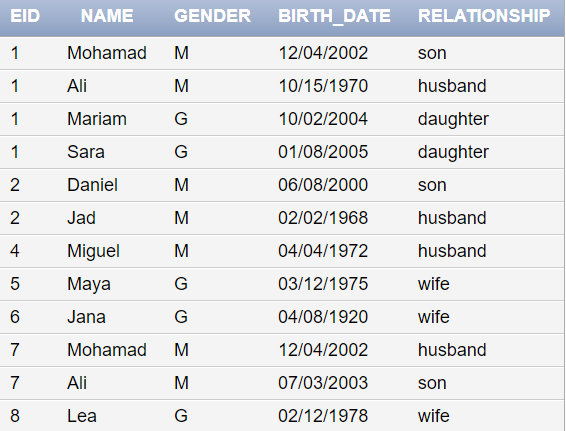 EID NAME GENDER BIRTH_DATE RELATIONSHIP
1 Mohamad M 12/04/2002 son
1 Ali M 10/15/1970 husband
1 Mariam G 10/02/2004 daughter
1 Sara G 01/08/2005 daughter
2 Daniel M 06/08/2000 son
2 Jad M 02/02/1968 husband
4 Miguel M 04/04/1972 husband
5 Maya G 03/12/1975 wife
6 Jana G 04/08/1920 wife
7 Mohamad M 12/04/2002 husband
7 Ali M 07/03/2003 son
8 Lea G 02/12/1978 wife